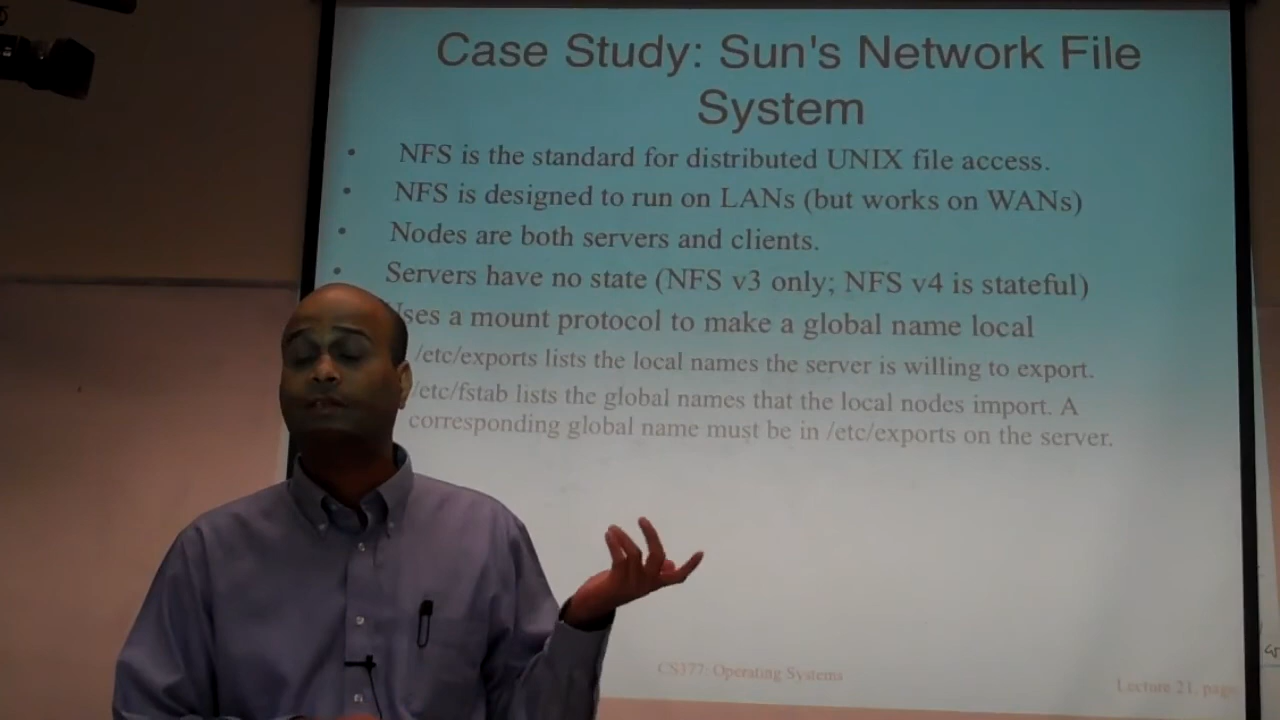 Case Study: Sun's Network File
System
• NFS is the standard for distributed UNIX file access.
• NFS is designed to run on LANs (but works on WANs)
• Nodes are both servers and clients.
• Servers have no state (NFS v3 only; NFS v4 is stateful)
Uses a mount protocol to make a global name local
/etc/exports lists the local names the server is willing to export.
/etc/fstab lists the global names that the local nodes import. A
corresponding global name must be in /etc/exports on the server.
CS377: Operating Systems
Lecture 21, page